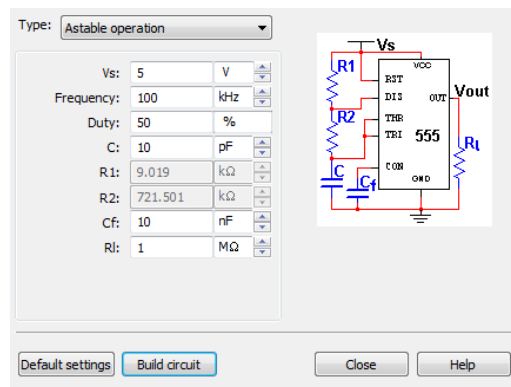 Type: Astable operation
Vs: 5 V
Frequency: 100 kHz
Duty: 50 %
C: 10 pF
R1: 9.019 kΩ
R2: 721.501 kΩ
Cf: 10 nF
Rl: 1 MΩ
Vs
R1
VCC
RST
DIS
OUT
Vout
R2
THR
TRI
555
Rl
C
Cf
CON
GND
Default settings
Build circuit
Close
Help